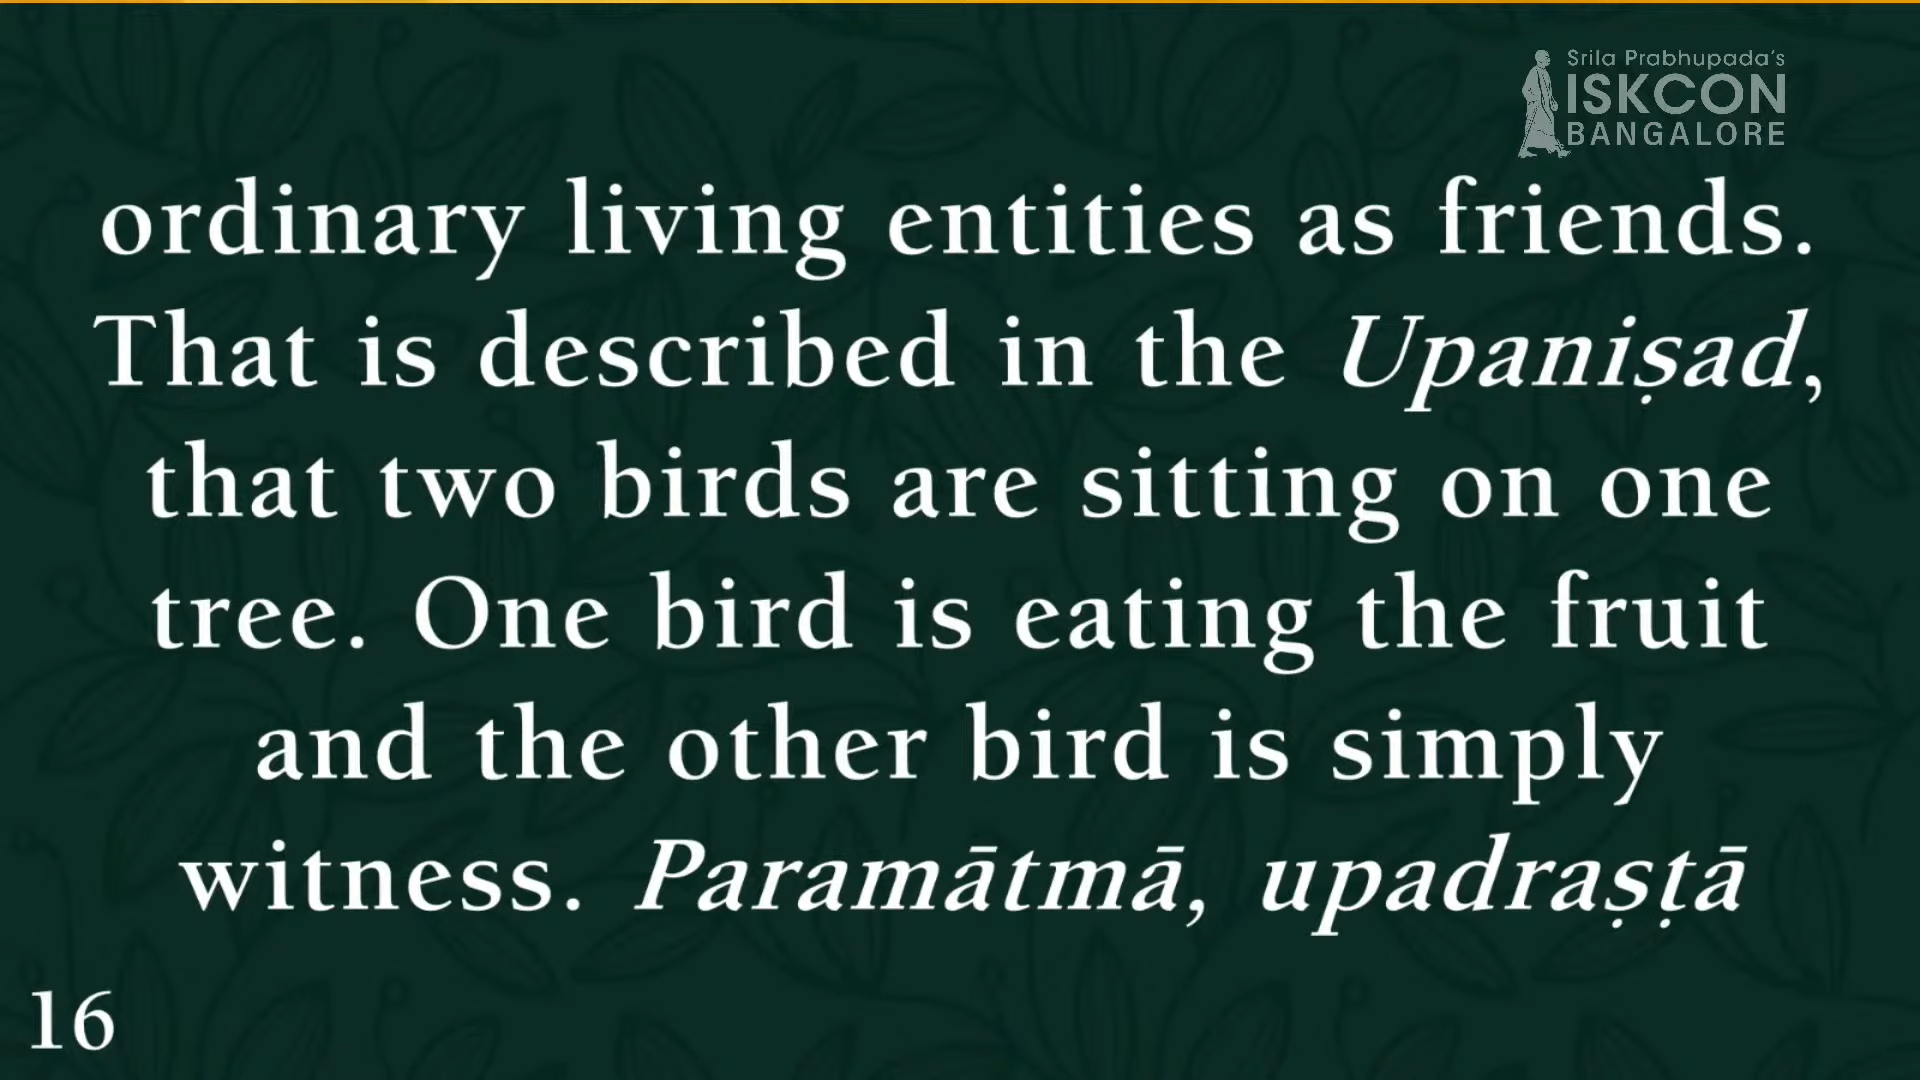 Srila Prabhupada's
ISKCON
BANGALORE
ordinary living entities as friends.
That is described in the Upaniṣad,
that two birds are sitting on one
tree. One bird is eating the fruit
and the other bird is simply
witness. Paramātmā, upadraṣṭā
16